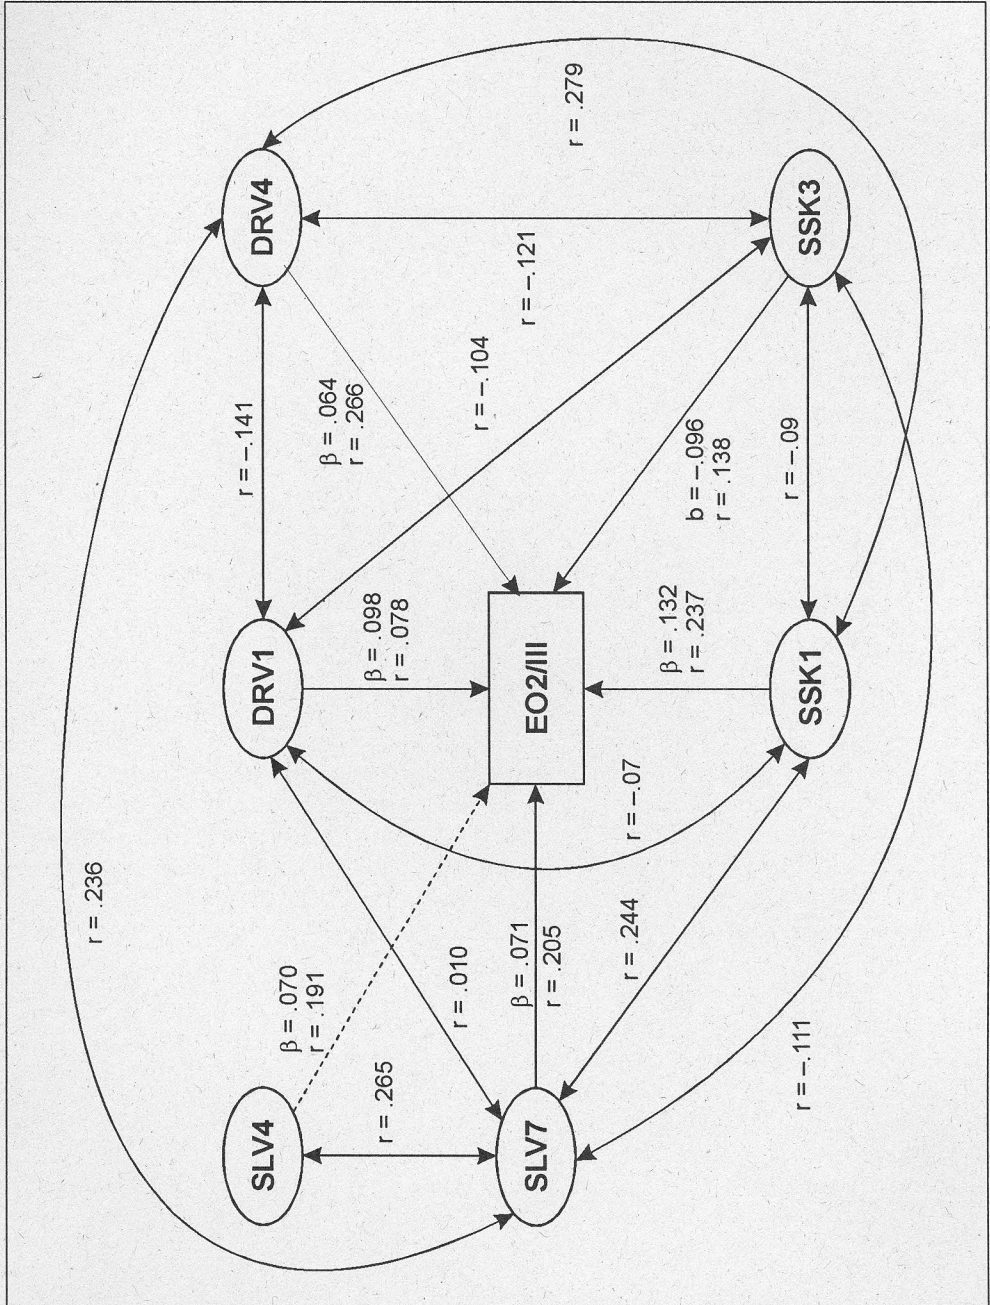 r = .236
SLV4
DRV1
DRV4
r = –.141
β = .070
r = .191
β = .064
r = .266
r = .265
β = .098
r = .078
r = –.104
r = .010
SLV7
β = .071
r = .205
EO2/III
r = –.121
r = .279
r = .244
r = –.07
β = .132
r = .237
b = –.096
r = .138
r = –.09
SSK1
SSK3
r = –.111